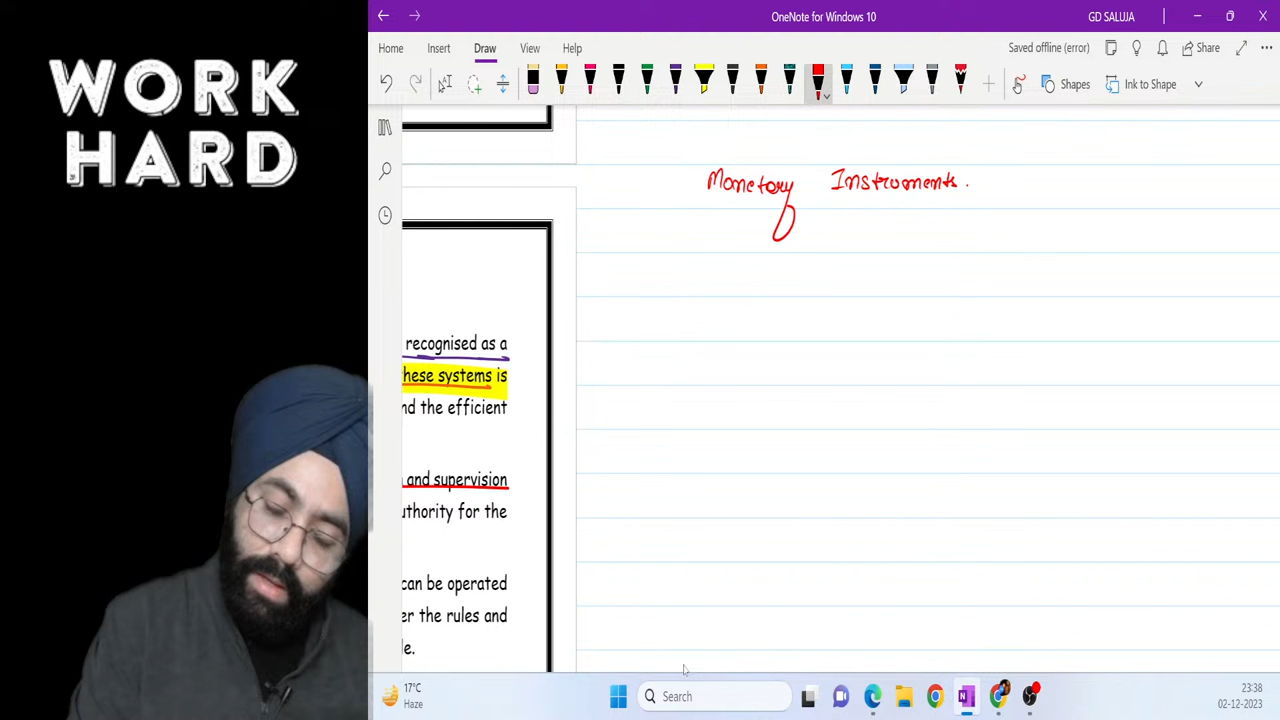 WORK
HARD
OneNote for Windows 10
GD SALUJA
Home Insert Draw View Help
Saved offline (error)
Share
Shapes
Ink to Shape
Monetary Instruments.
recognised as a
hese systems is
nd the efficient
and supervision
uthority for the
can be operated
er the rules and
le.
17°C
Haze
Search
23:38
02-12-2023